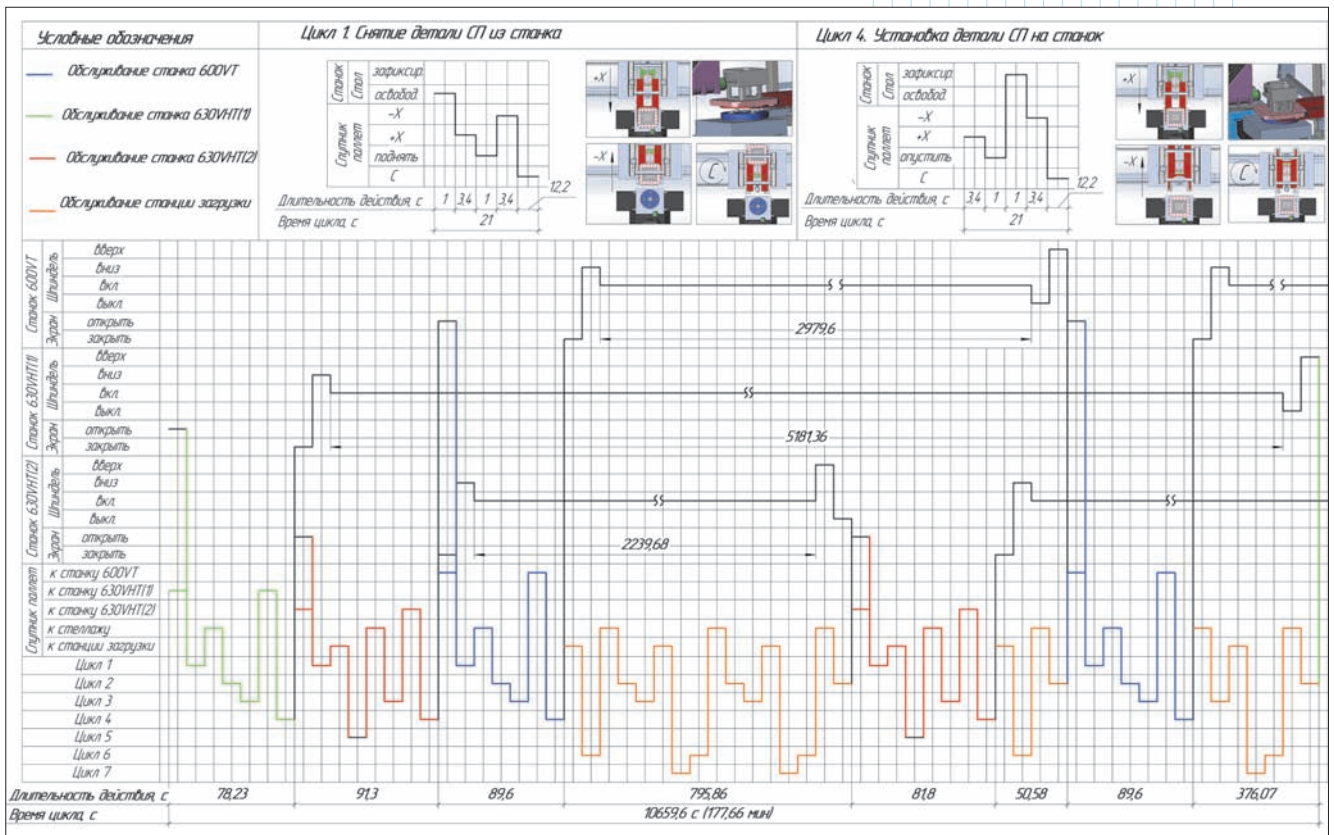 Условные обозначения
Обслуживание станка 600VT
Обслуживание станка 630VHT(1)
Обслуживание станка 630VHT(2)
Обслуживание станции загрузки
Цикл 1. Снятие детали СП из станка
Станок
Стол
зафиксир.
освобод.
Спутник паллет
-X
+X
поднять
C
Длительность действия, с
1 3,4 1 3,4
12,2
Время цикла, с
21
+X
-X
C
Цикл 4. Установка детали СП на станок
Станок
Стол
зафиксир.
освобод.
Спутник паллет
-X
+X
опустить
C
Длительность действия, с
3,4 1 1 3,4
12,2
Время цикла, с
21
+X
-X
C
Станок 600VT
Шпиндель
вверх
вниз
вкл.
выкл.
Экран
открыть
закрыть
2979,6
Станок 630VHT(1)
Шпиндель
вверх
вниз
вкл.
выкл.
Экран
открыть
закрыть
5181,36
Станок 630VHT(2)
Шпиндель
вверх
вниз
вкл.
выкл.
Экран
открыть
закрыть
2239,68
Спутник паллет
к станку 600VT
к станку 630VHT(1)
к станку 630VHT(2)
к стеллажу
к станции загрузки
Цикл 1
Цикл 2
Цикл 3
Цикл 4
Цикл 5
Цикл 6
Цикл 7
Длительность действия, с
78,23 91,3 89,6 795,86 81,8 50,58 89,6 376,07
Время цикла, с
10659,6 с (177,66 мин)